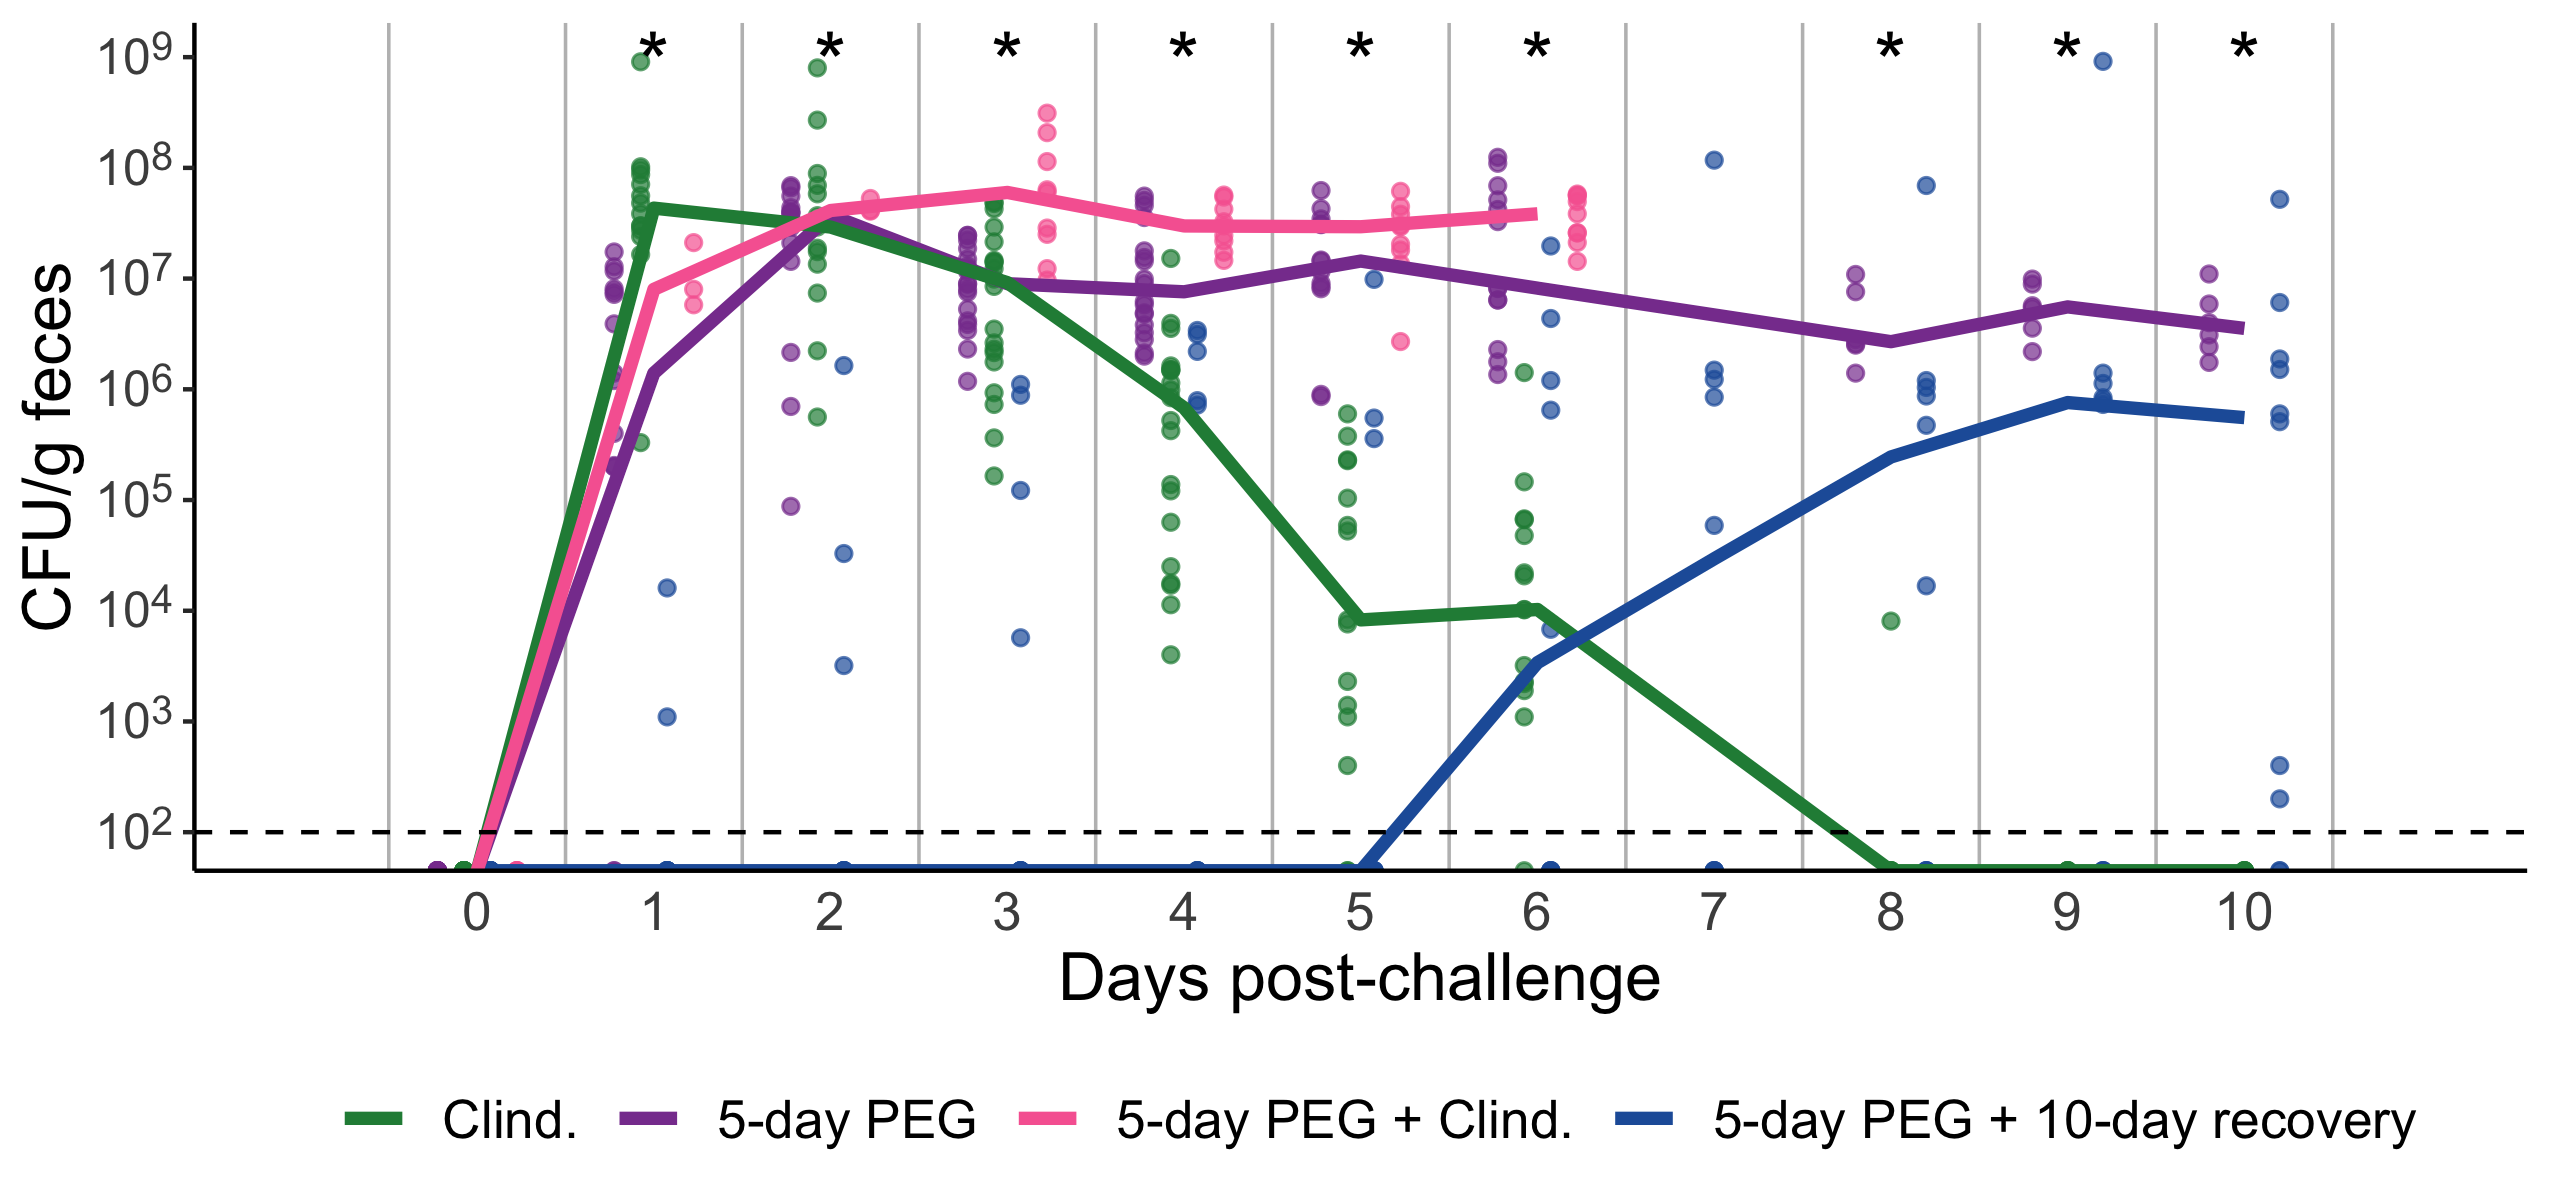 * * * * * * * * *
10⁹
10⁸
10⁷
10⁶
10⁵
10⁴
10³
10²
CFU/g feces
0 1 2 3 4 5 6 7 8 9 10
Days post-challenge
Clind. 5-day PEG 5-day PEG + Clind. 5-day PEG + 10-day recovery